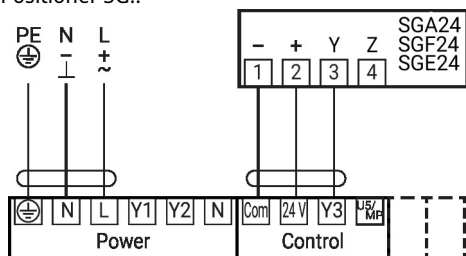 Positioner SG..
PE N L
– +
⊥ ~
– + Y Z
1 2 3 4
SGA24
SGF24
SGE24
N L Y1 Y2 N Com 24 V Y3 U5/MP
Power Control